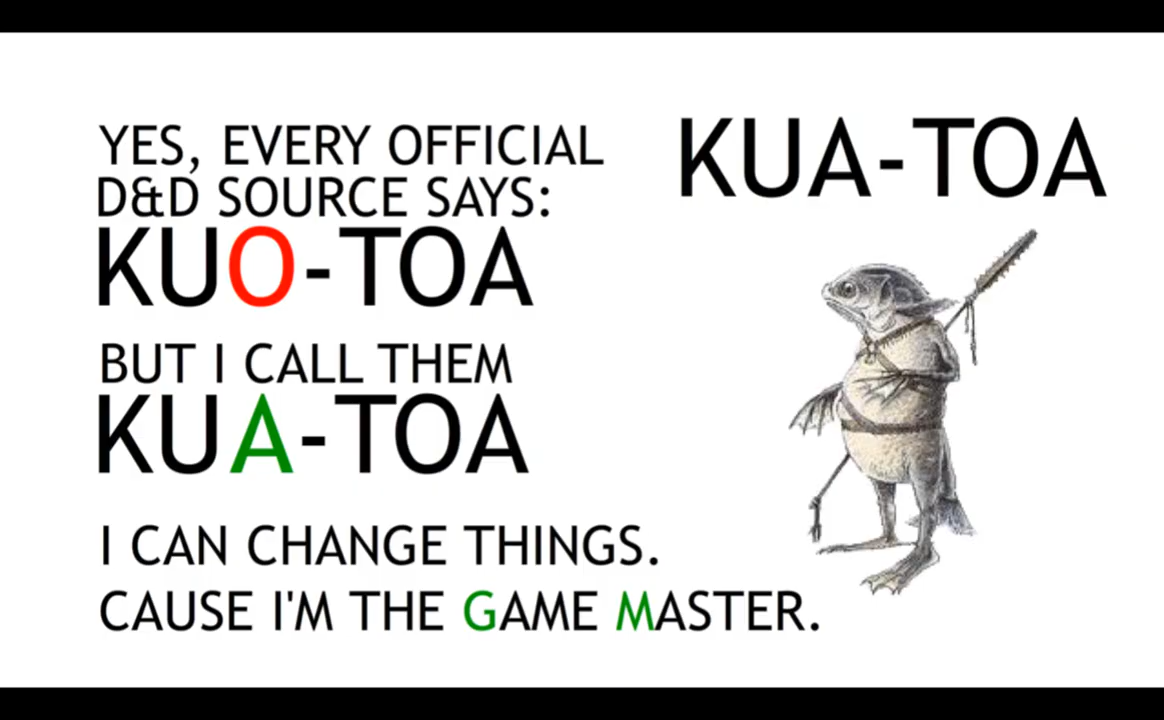 YES, EVERY OFFICIAL
D&D SOURCE SAYS:
KUO-TOA
BUT I CALL THEM
KUA-TOA
I CAN CHANGE THINGS.
CAUSE I'M THE GAME MASTER.
KUA-TOA